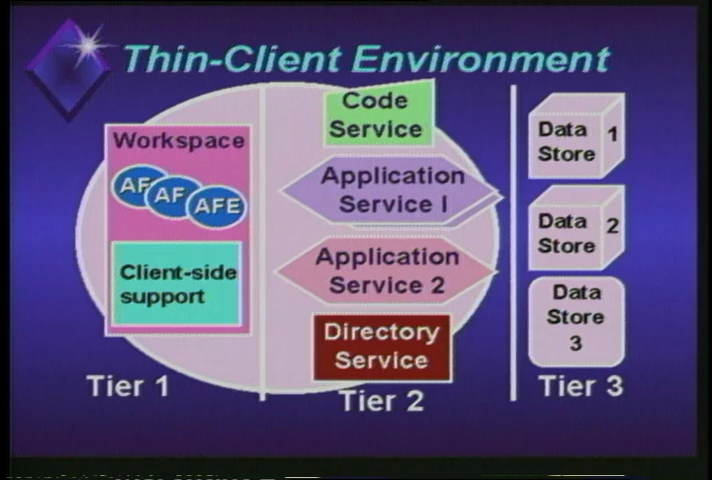 Thin-Client Environment
Workspace
AF
AF
AFE
Client-side
support
Tier 1
Code
Service
Application
Service I
Application
Service 2
Directory
Service
Tier 2
Data
Store
1
Data
Store
2
Data
Store
3
Tier 3